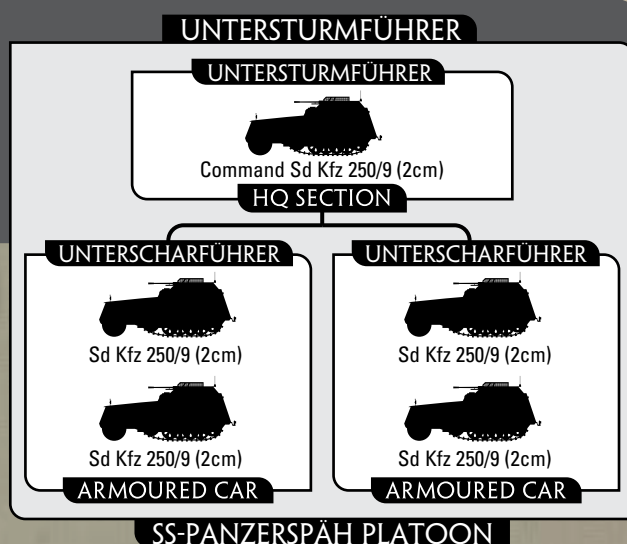 UNTERSTURMFÜHRER
UNTERSTURMFÜHRER
Command Sd Kfz 250/9 (2cm)
HQ SECTION
UNTERSCHARFÜHRER
Sd Kfz 250/9 (2cm)
Sd Kfz 250/9 (2cm)
ARMOURED CAR
UNTERSCHARFÜHRER
Sd Kfz 250/9 (2cm)
Sd Kfz 250/9 (2cm)
ARMOURED CAR
SS-PANZERSPÄH PLATOON